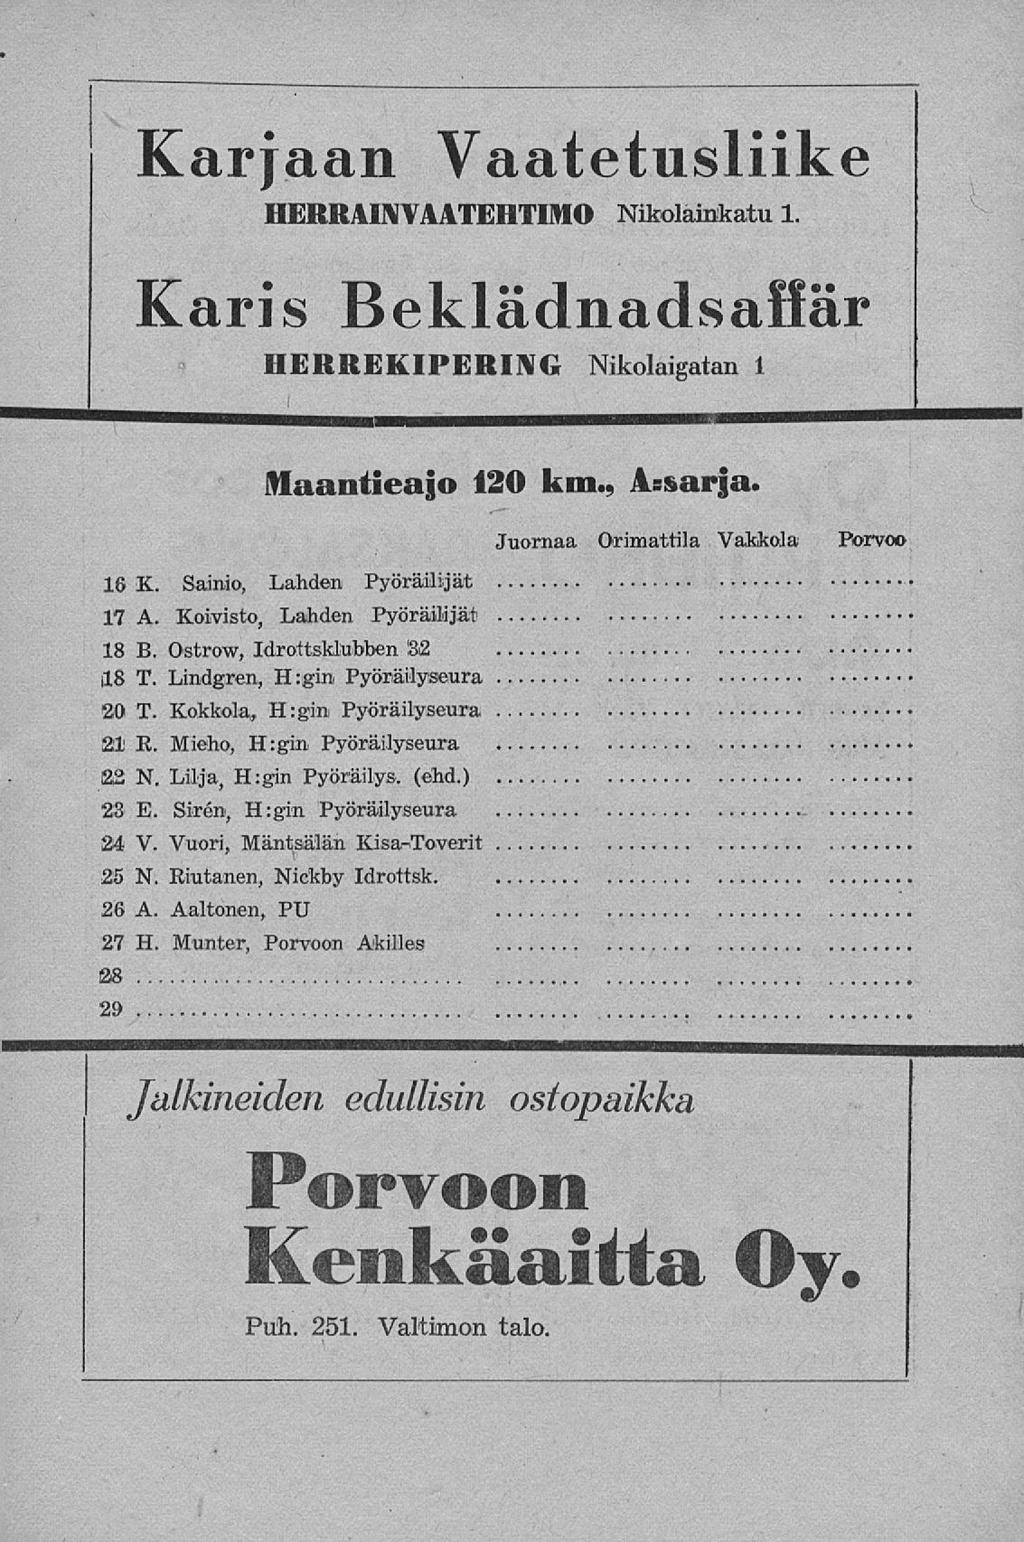 Karjaan Vaatetusliike
HERRAINVAATEHTIMO Nikolainkatu 1.
Karis Beklädnadsaffär
HERREKIPERING Nikolaigatan 1
Maantieajo 120 km., A=sarja.
Juornaa Orimattila Vakkola Porvoo
16 K. Sainio, Lahden Pyöräilijät ........ ........ ........ ........
17 A. Koivisto, Lahden Pyöräilijät ........ ........ ........ ........
18 B. Ostrow, Idrottsklubben 32 ........ ........ ........ ........
18 T. Lindgren, H:gin Pyöräilyseura ........ ........ ........ ........
20 T. Kokkola, H:gin Pyöräilyseura ........ ........ ........ ........
21 R. Mieho, H:gin Pyöräilyseura ........ ........ ........ ........
22 N. Lilja, H:gin Pyöräilys. (ehd.) ........ ........ ........ ........
23 E. Sirén, H:gin Pyöräilyseura ........ ........ ........ ........
24 V. Vuori, Mäntsälän Kisa-Toverit ........ ........ ........ ........
25 N. Riutanen, Nickby Idrottsk. ........ ........ ........ ........
26 A. Aaltonen, PU ........ ........ ........ ........
27 H. Munter, Porvoon Akilles ........ ........ ........ ........
28 .............................. ........ ........ ........ ........
29 .............................. ........ ........ ........ ........
Jalkineiden edullisin ostopaikka
Porvoon
Kenkäaitta Oy.
Puh. 251. Valtimon talo.